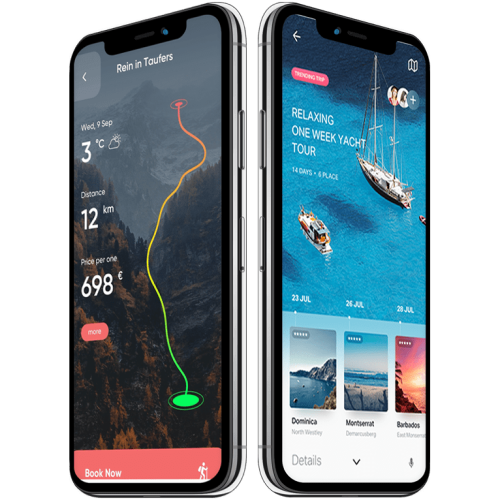 Rein in Taufers
Wed, 9 Sep
3 °C
Distance
12 km
Price per one
698 €
more
Book Now
TRENDING TRIP
RELAXING
ONE WEEK YACHT
TOUR
14 DAYS • 6 PLACE
23 JUL
26 JUL
28 JUL
Dominica
North Westley
Montserrat
Demarousberg
Barbados
East Monserrat
Details